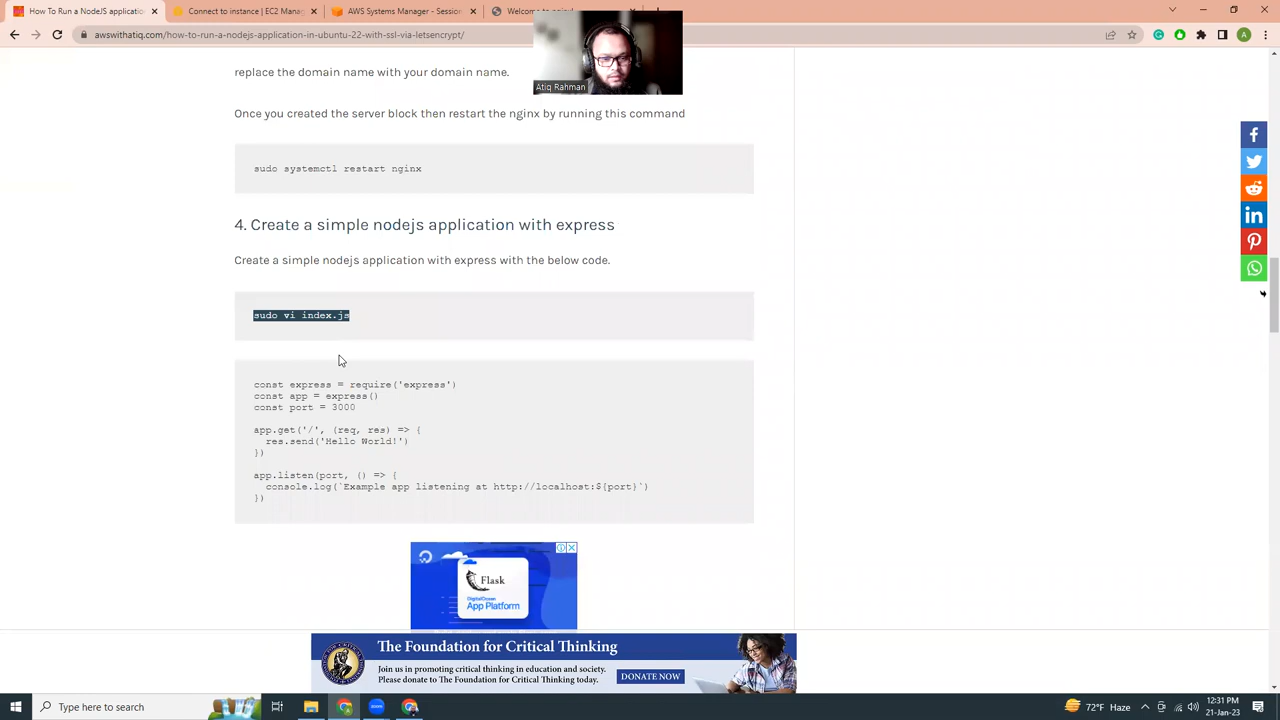 How To Run a NodeJS applicatio
Connect to instance | EC2 Manag
AWS Systems Manager - Session
Welcom
awswithatiq.com/how-to-run-a-nodejs-application-in-ubuntu-22-with-ssl-via-letsencrypt/
A
Atiq Rahman
replace the domain name with your domain name.
Once you created the server block then restart the nginx by running this command
sudo systemctl restart nginx
4. Create a simple nodejs application with express
Create a simple nodejs application with express with the below code.
sudo vi index.js
const express = require('express')
const app = express()
const port = 3000
app.get('/', (req, res) => {
res.send('Hello World!')
})
app.listen(port, () => {
console.log(`Example app listening at http://localhost:${port}`)
})
Flask
DigitalOcean
App Platform
The Foundation for Critical Thinking
Join us in promoting critical thinking in education and society.
Please donate to The Foundation for Critical Thinking today.
DONATE NOW
Type here to search
zoom
72°F Haze
12:31 PM
21-Jan-23